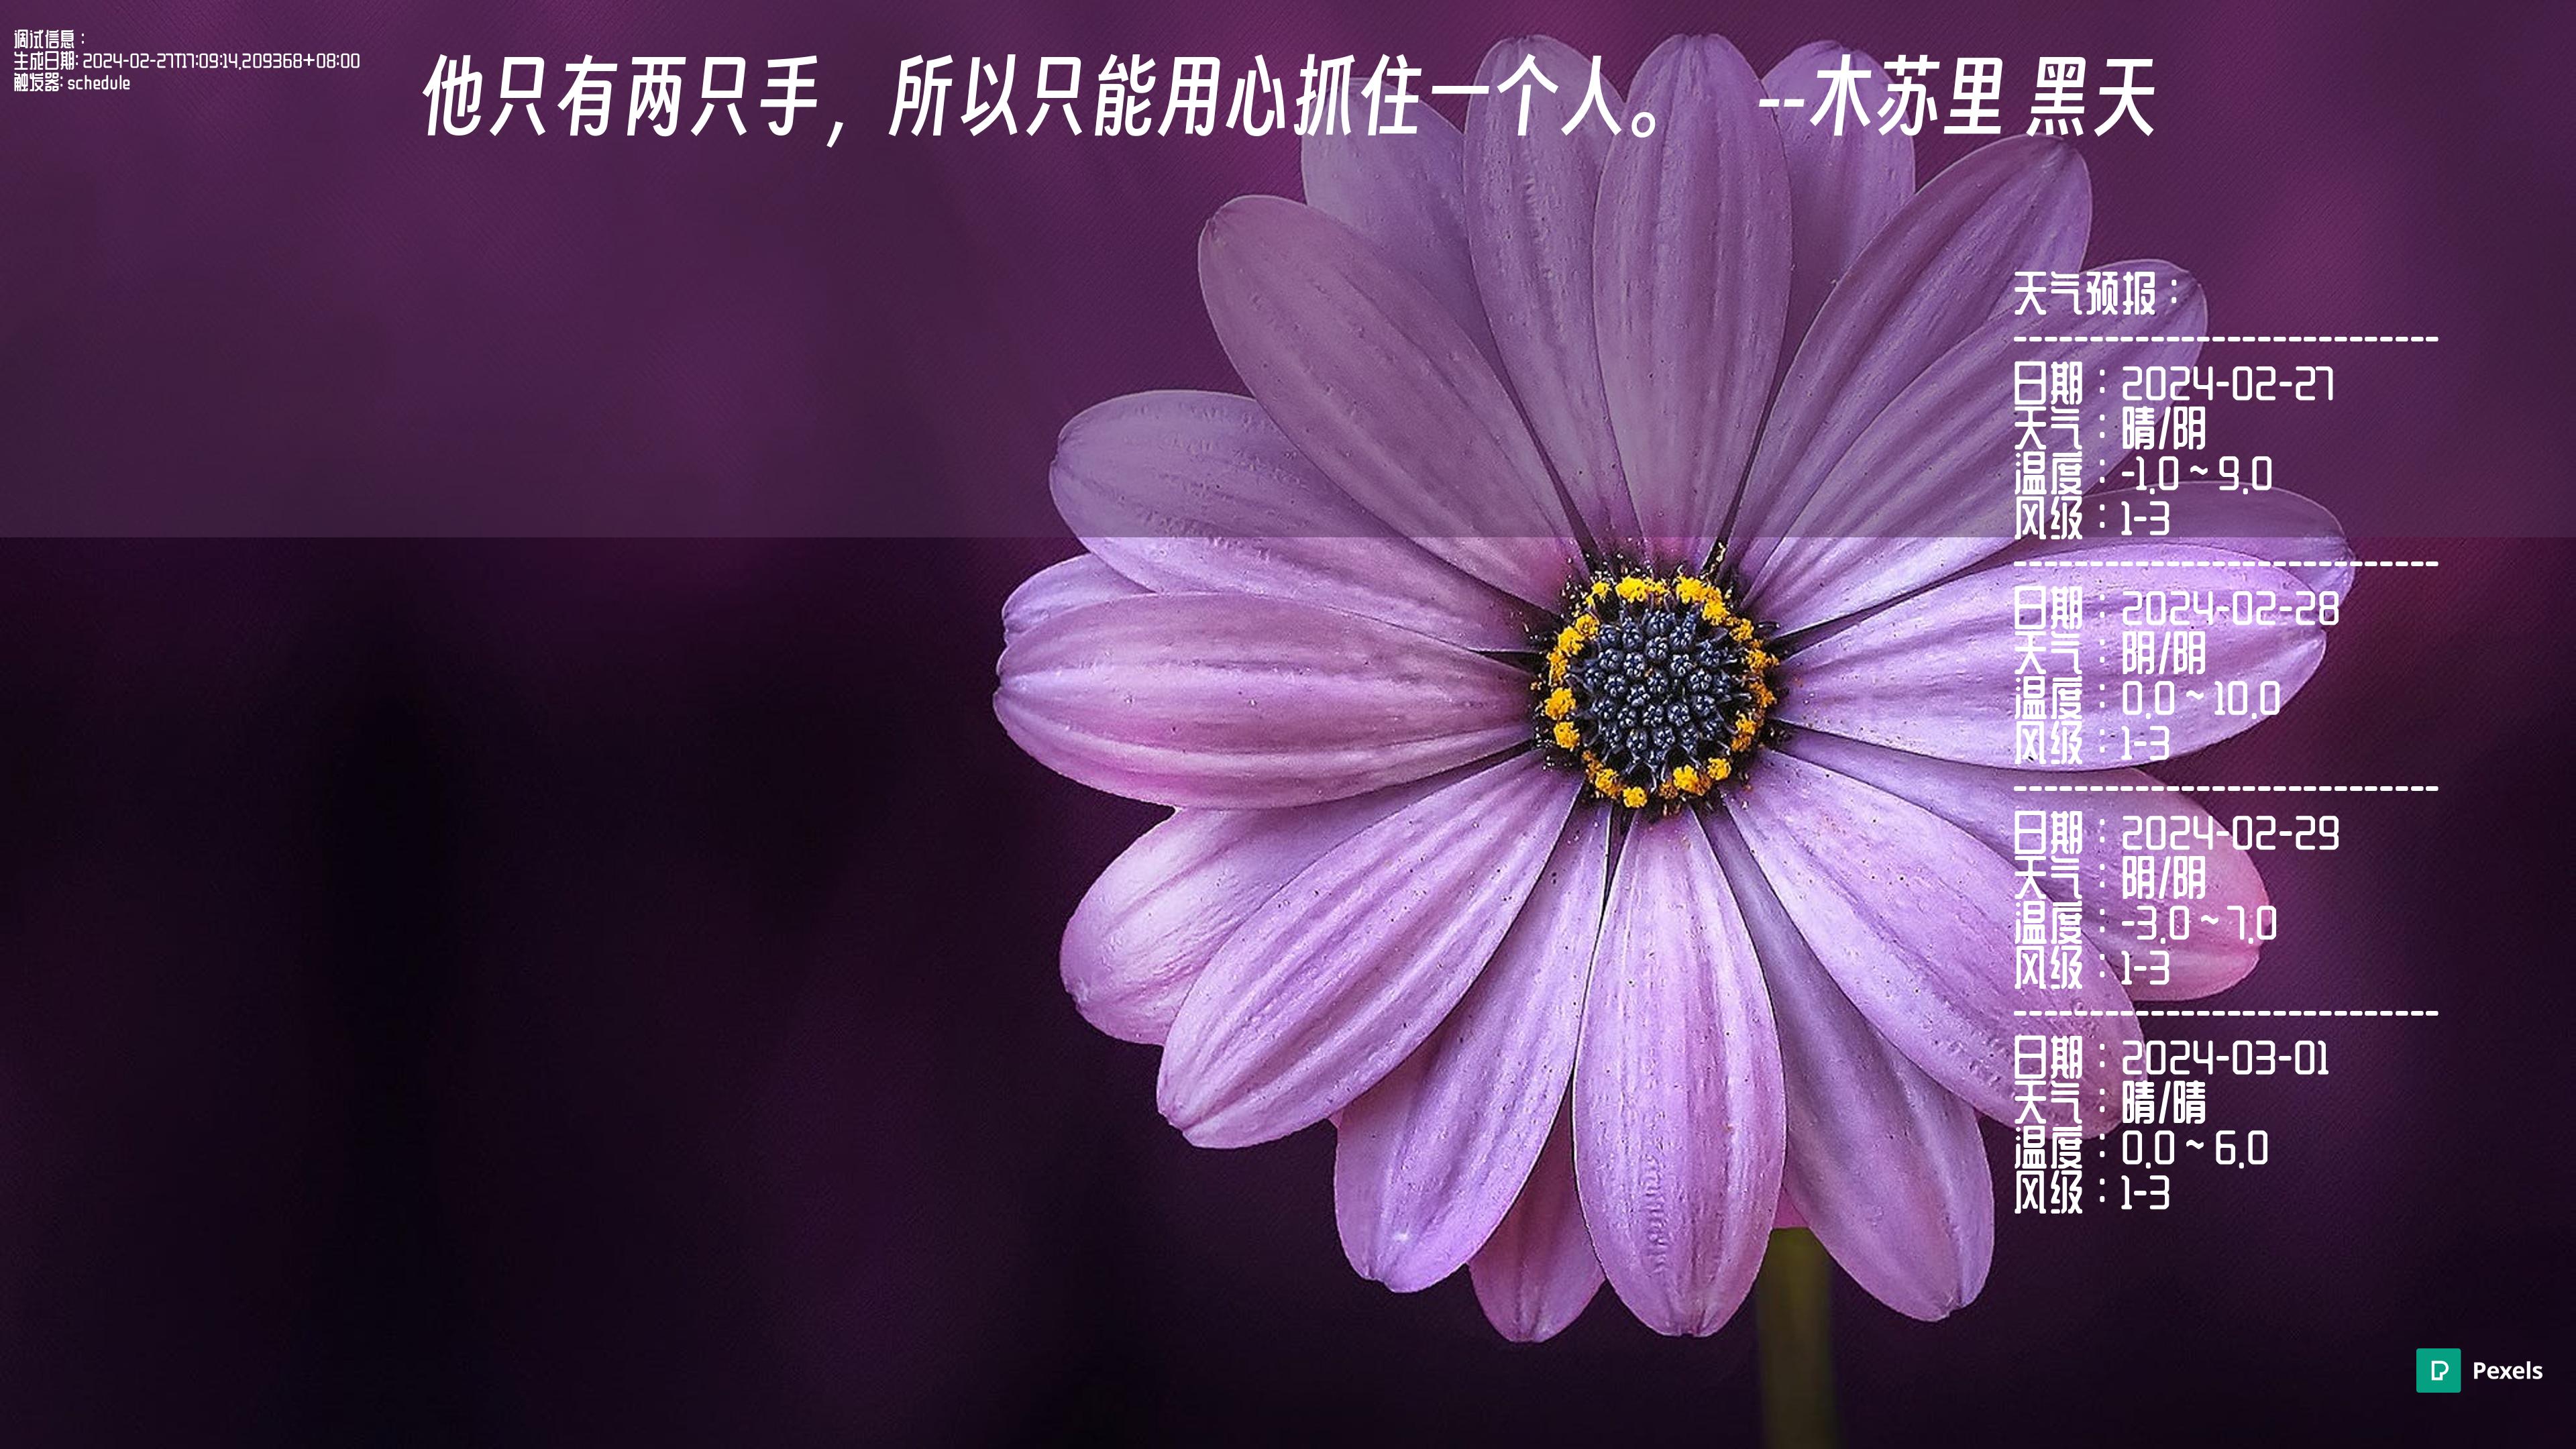 调试信息：
生成日期: 2024-02-27T17:09:14.209368+08:00
触发器: schedule
他只有两只手，所以只能用心抓住一个人。 --木苏里 黑天
天气预报：
----------------------------
日期：2024-02-27
天气：晴/阴
温度：-1.0 ~ 9.0
风级：1-3
----------------------------
日期：2024-02-28
天气：阴/阴
温度：0.0 ~ 10.0
风级：1-3
----------------------------
日期：2024-02-29
天气：阴/阴
温度：-3.0 ~ 7.0
风级：1-3
----------------------------
日期：2024-03-01
天气：晴/晴
温度：0.0 ~ 6.0
风级：1-3
Pexels